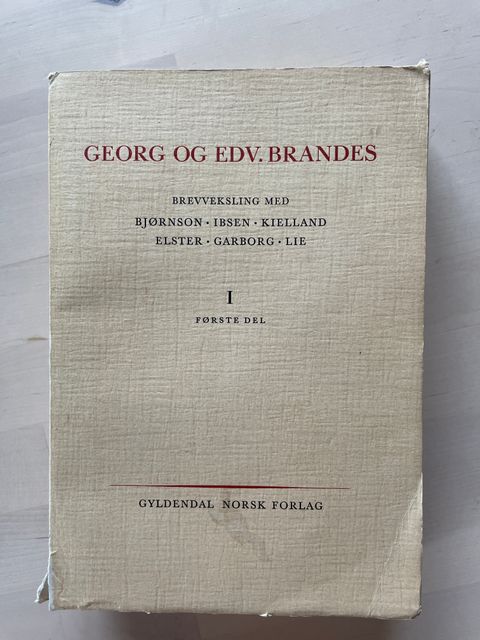 GEORG OG EDV. BRANDES
BREVVEKSLING MED
BJØRNSON · IBSEN · KIELLAND
ELSTER · GARBORG · LIE
I
FØRSTE DEL
GYLDENDAL NORSK FORLAG